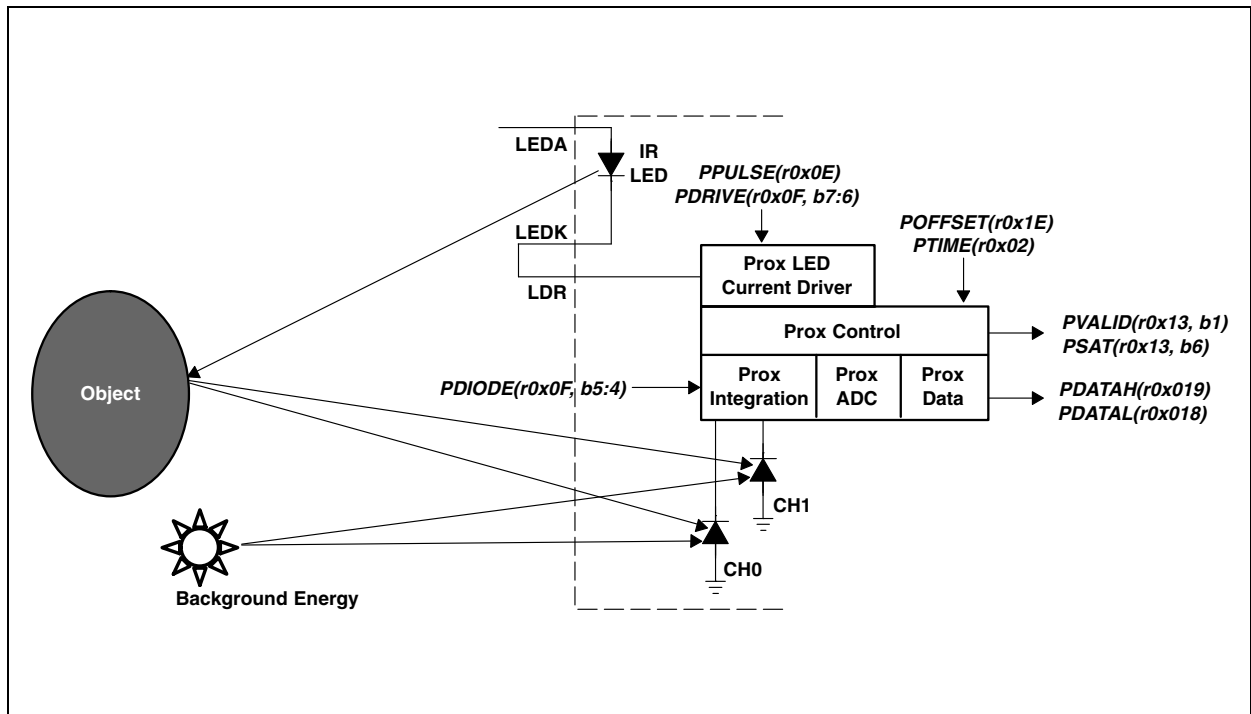 LEDA
IR
LED
PPULSE(r0x0E)
PDRIVE(r0x0F, b7:6)
POFFSET(r0x1E)
PTIME(r0x02)
LEDK
LDR
Prox LED
Current Driver
Prox Control
PVALID(r0x13, b1)
PSAT(r0x13, b6)
Object
PDIODE(r0x0F, b5:4)
Prox
Integration
Prox
ADC
Prox
Data
PDATAH(r0x019)
PDATAL(r0x018)
CH1
CH0
Background Energy